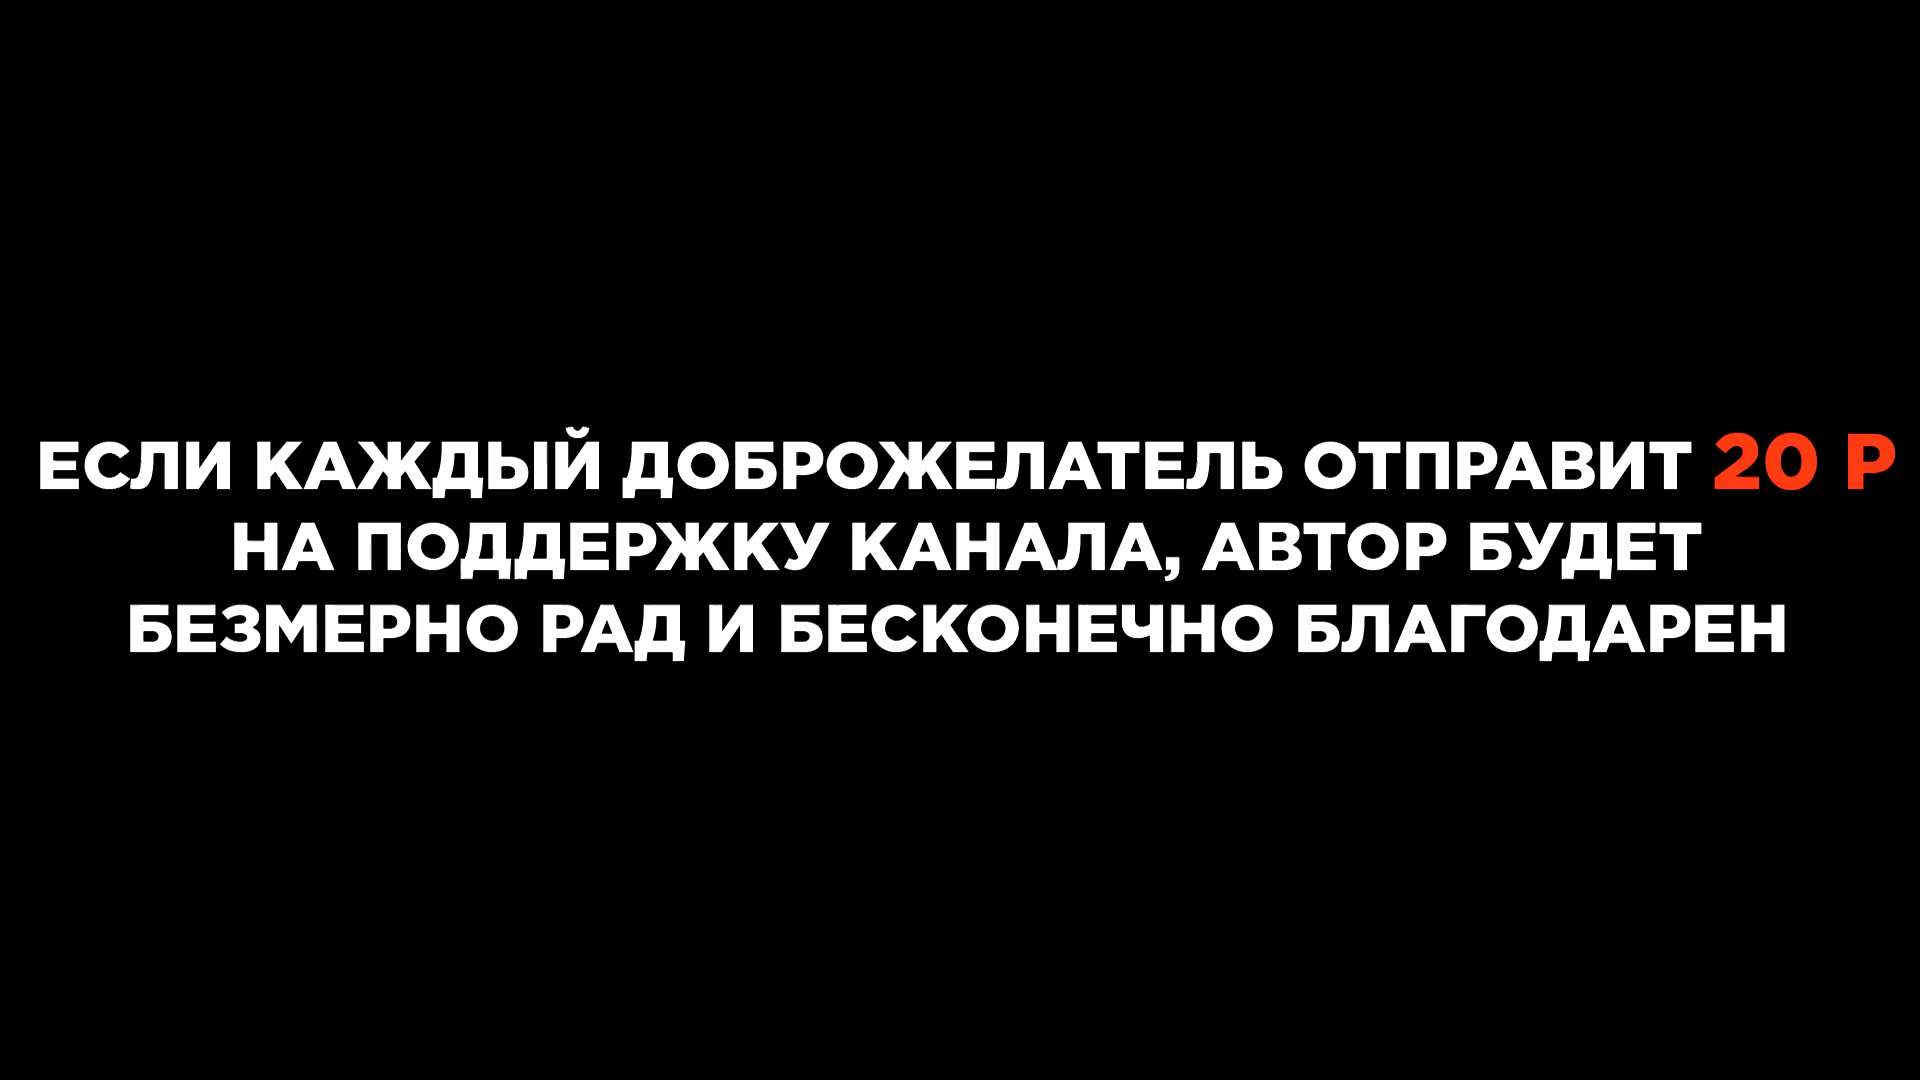 ЕСЛИ КАЖДЫЙ ДОБРОЖЕЛАТЕЛЬ ОТПРАВИТ 20 Р
НА ПОДДЕРЖКУ КАНАЛА, АВТОР БУДЕТ
БЕЗМЕРНО РАД И БЕСКОНЕЧНО БЛАГОДАРЕН